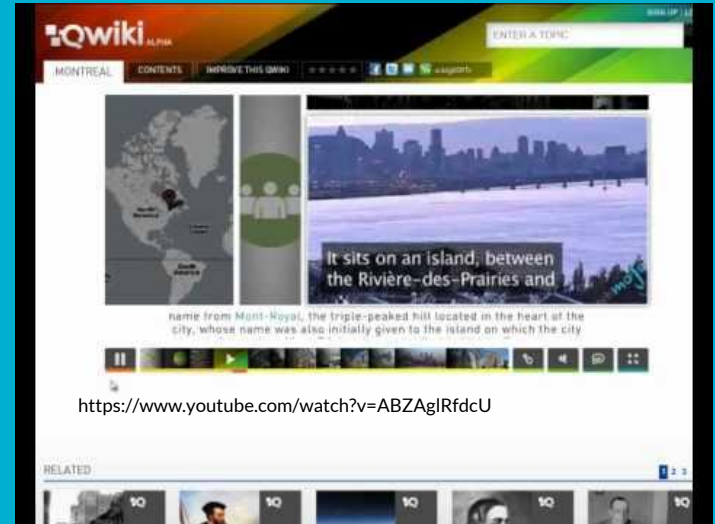 SIGN UP
Qwiki ALPHA
ENTER A TOPIC
MONTREAL
CONTENTS
IMPROVE THIS QWIKI
It sits on an island, between
the Rivière-des-Prairies and
name from Mont-Royal, the triple-peaked hill located in the heart of the
city, whose name was also initially given to the island on which the city
https://www.youtube.com/watch?v=ABZAglRfdcU
RELATED
1 2 3